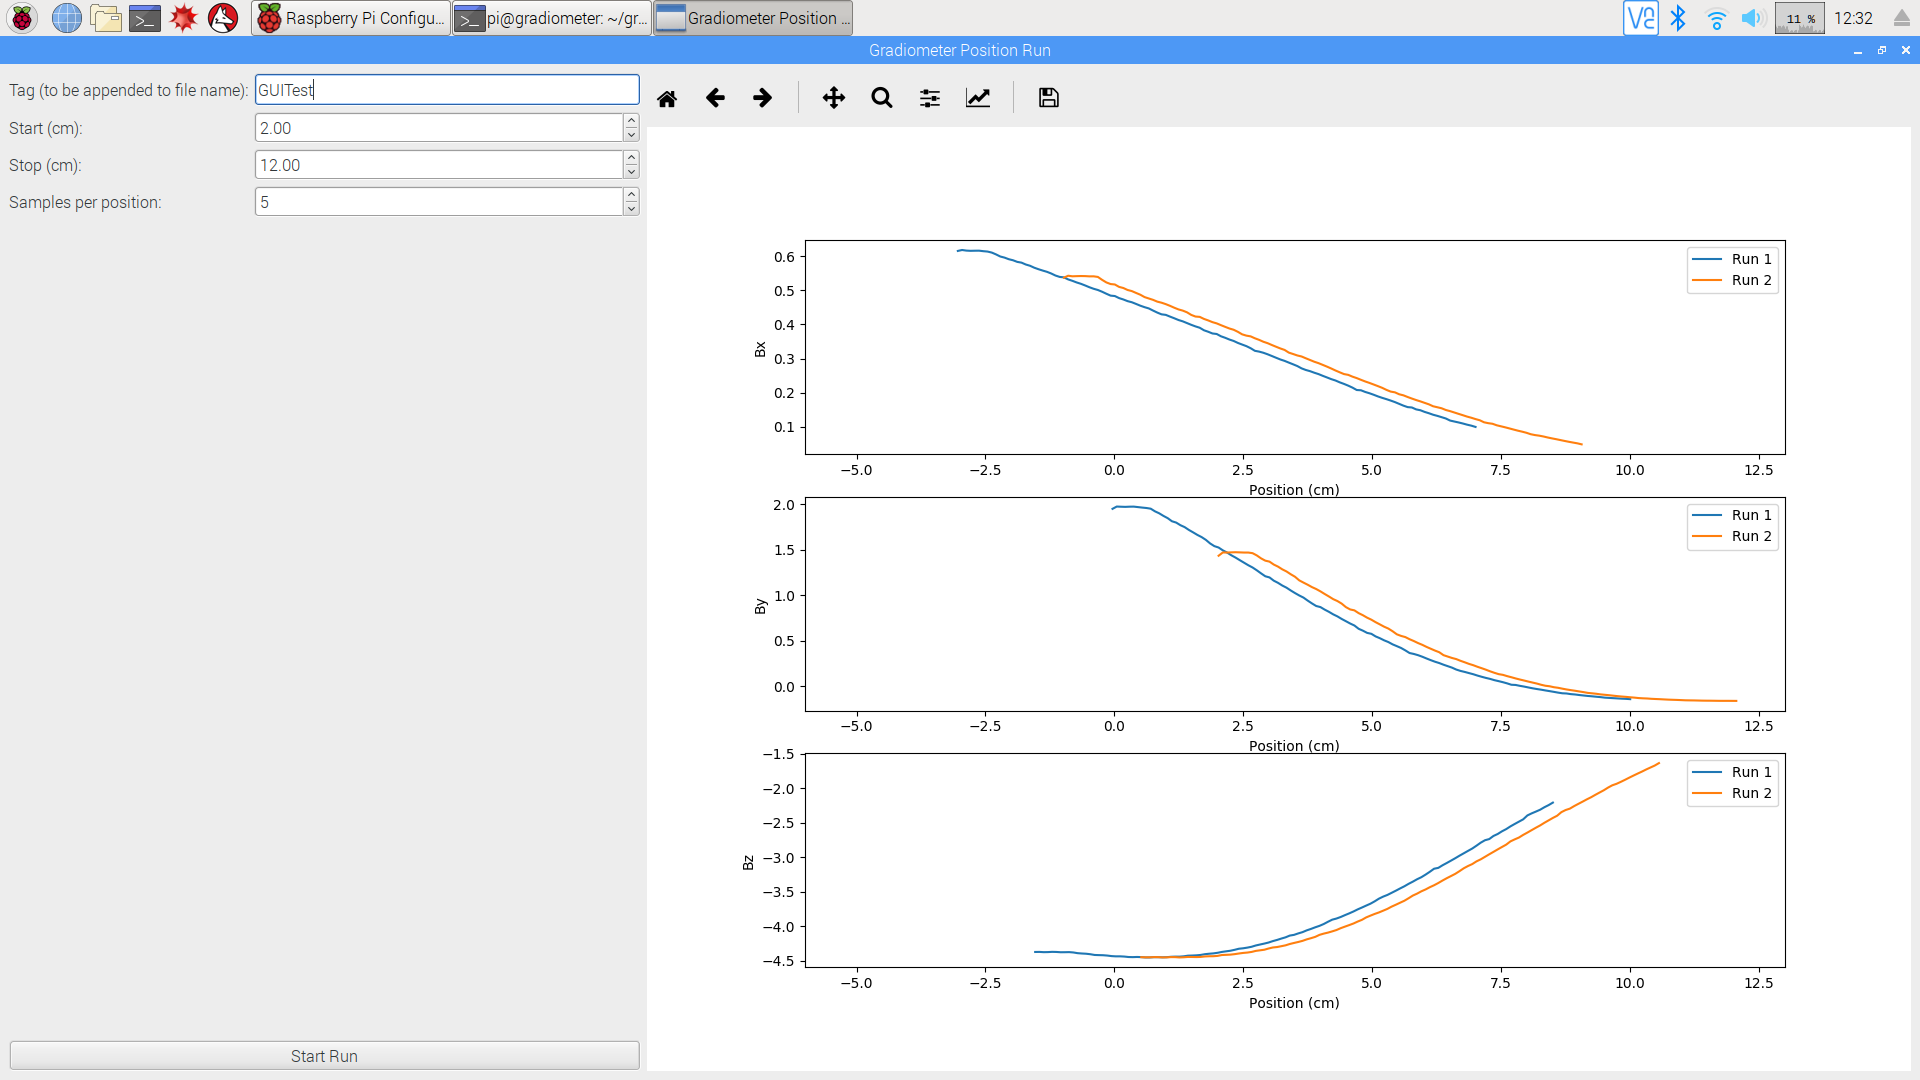 Raspberry Pi Configu...
pi@gradiometer: ~/gr...
Gradiometer Position ...
11 %
12:32
Gradiometer Position Run
Tag (to be appended to file name):
GUITest
Start (cm):
2.00
Stop (cm):
12.00
Samples per position:
5
Start Run
Bx
0.6
0.5
0.4
0.3
0.2
0.1
Run 1
Run 2
−5.0 −2.5 0.0 2.5 5.0 7.5 10.0 12.5
Position (cm)
By
2.0
1.5
1.0
0.5
0.0
Run 1
Run 2
−5.0 −2.5 0.0 2.5 5.0 7.5 10.0 12.5
Position (cm)
Bz
−1.5
−2.0
−2.5
−3.0
−3.5
−4.0
−4.5
Run 1
Run 2
−5.0 −2.5 0.0 2.5 5.0 7.5 10.0 12.5
Position (cm)